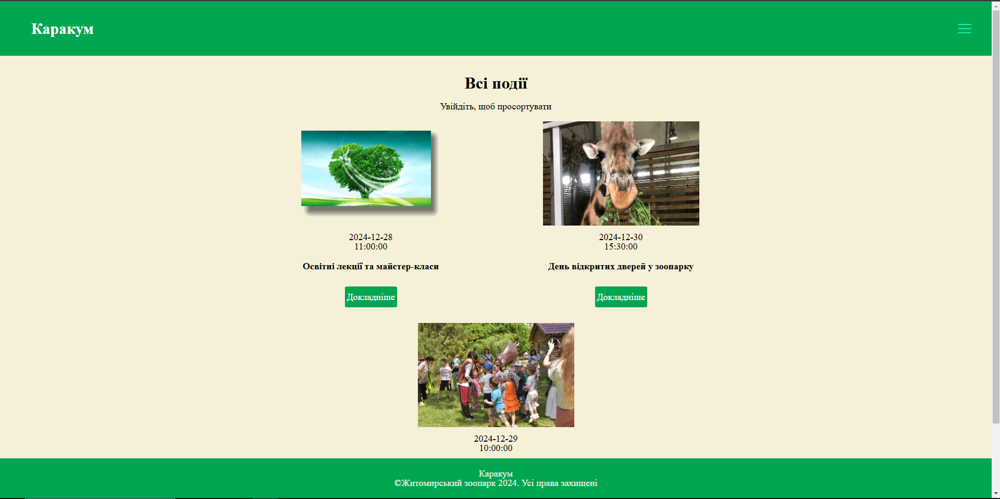 Каракум
Всі події
Увійдіть, щоб просортувати
2024-12-28
11:00:00
Освітні лекції та майстер-класи
Докладніше
2024-12-30
15:30:00
День відкритих дверей у зоопарку
Докладніше
2024-12-29
10:00:00
Каракум
©Житомирський зоопарк 2024. Усі права захищені